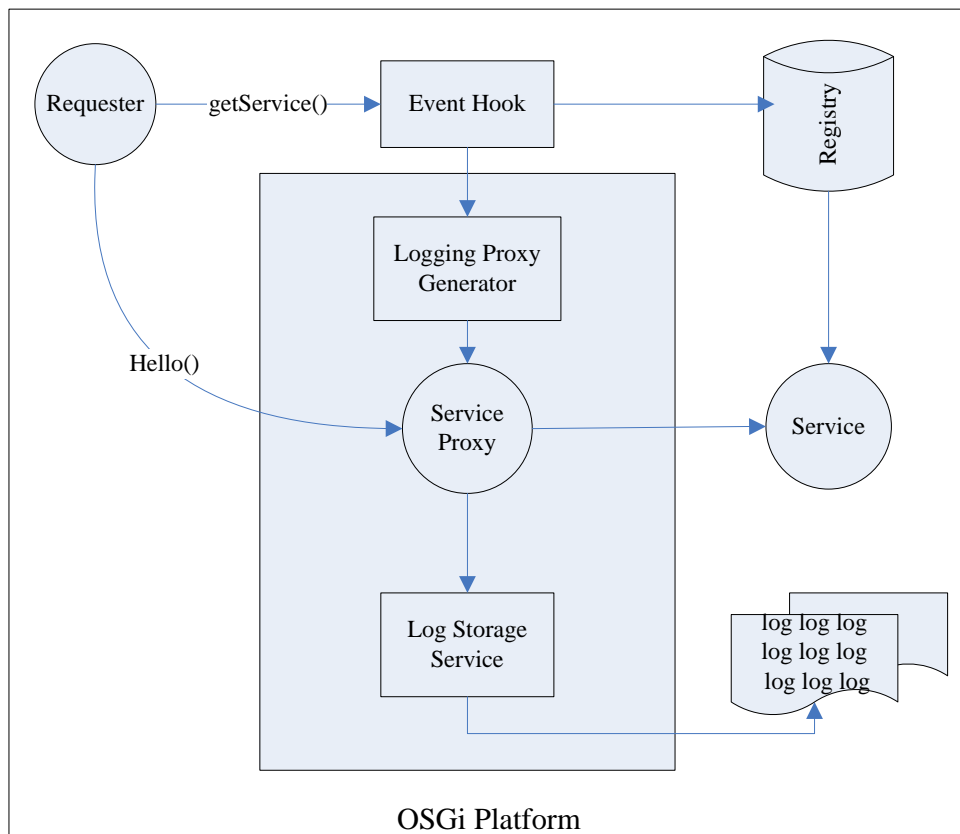 Requester
getService()
Event Hook
Registry
Logging Proxy
Generator
Hello()
Service
Proxy
Service
Log Storage
Service
log log log
log log log
log log log
OSGi Platform